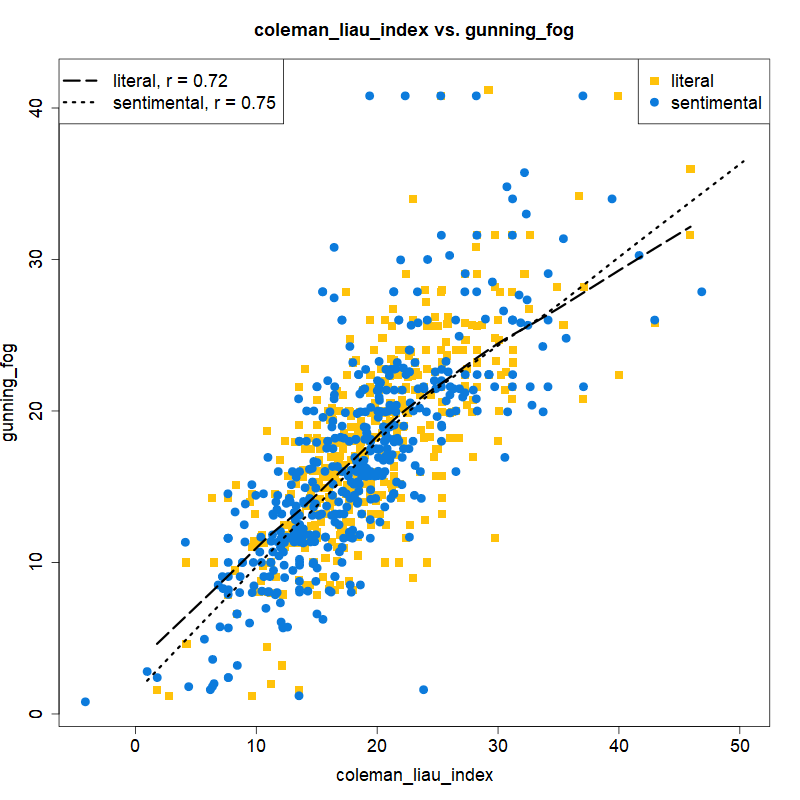 coleman_liau_index vs. gunning_fog
literal, r = 0.72
sentimental, r = 0.75
literal
sentimental
gunning_fog
40
30
20
10
0
0 10 20 30 40 50
coleman_liau_index